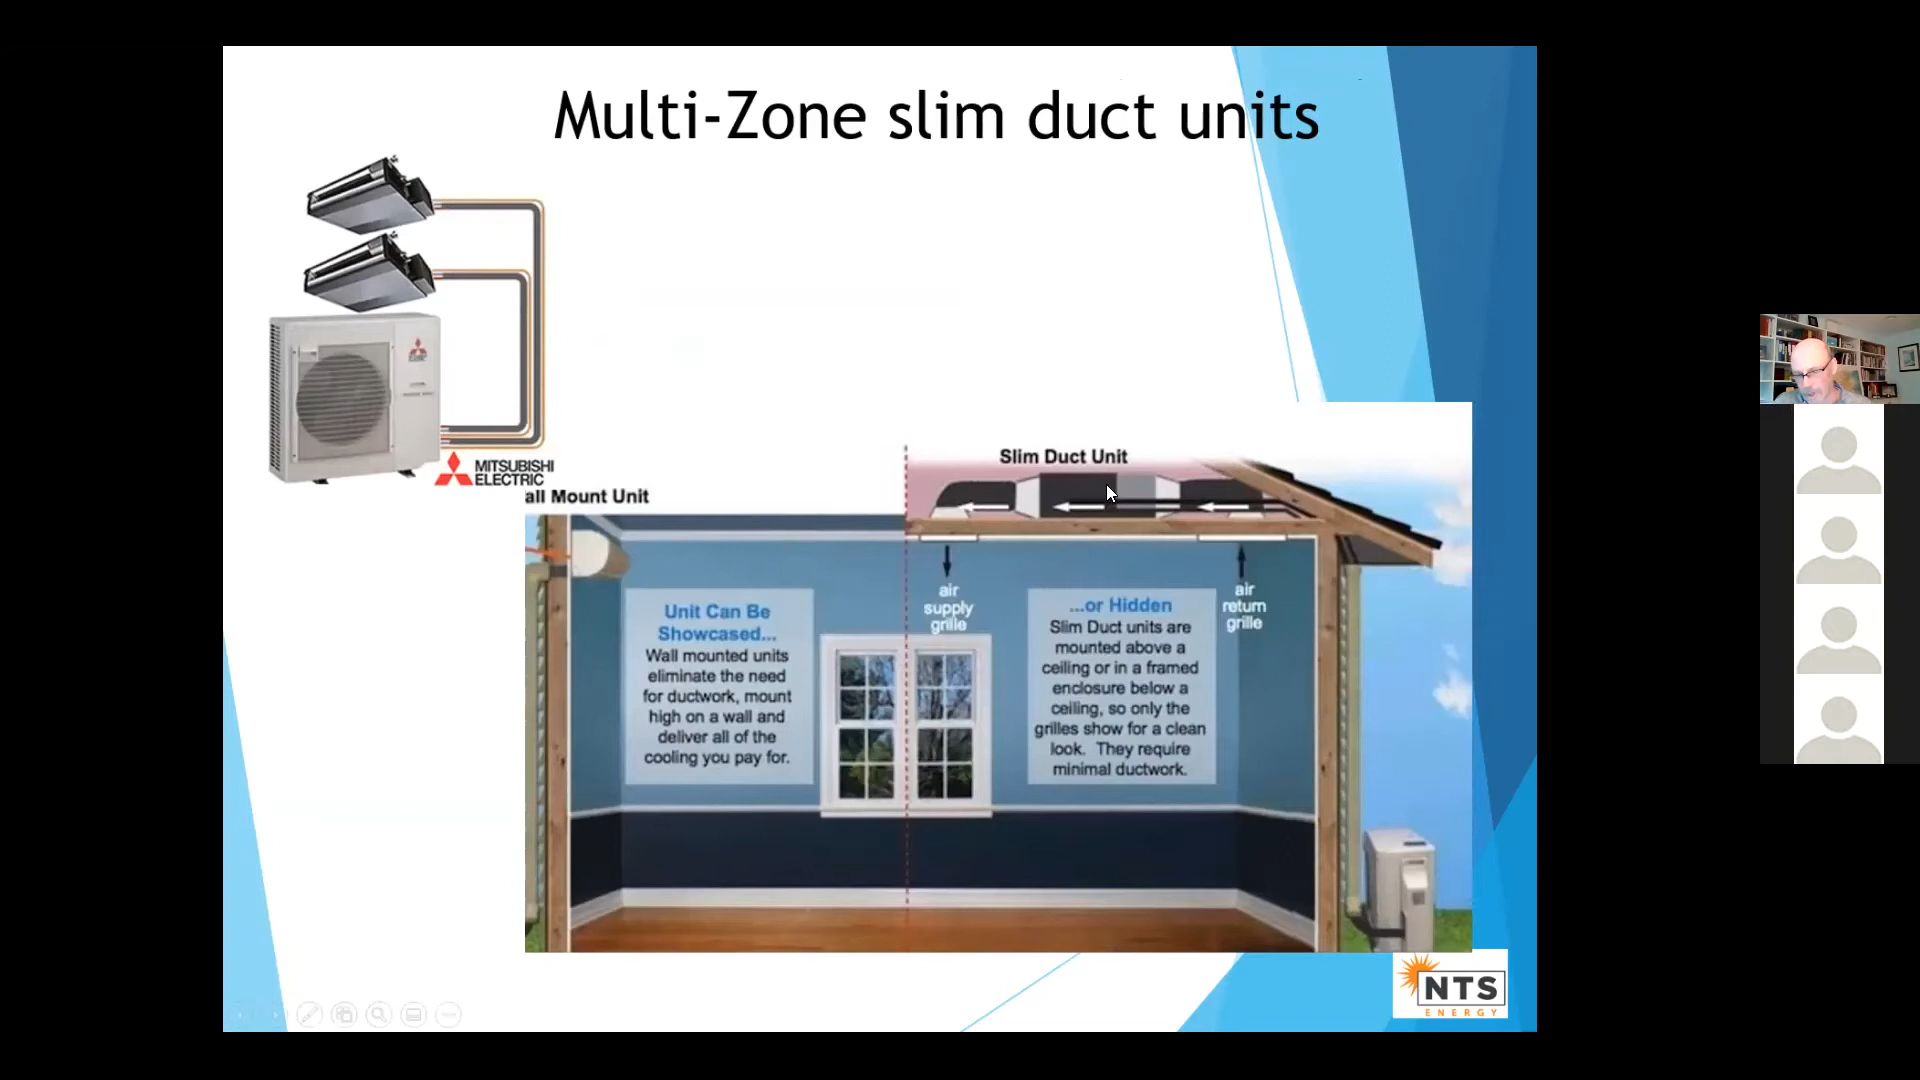 Multi-Zone slim duct units
MITSUBISHI
ELECTRIC
all Mount Unit
Slim Duct Unit
Unit Can Be
Showcased...
Wall mounted units
eliminate the need
for ductwork, mount
high on a wall and
deliver all of the
cooling you pay for.
air
supply
grille
...or Hidden
Slim Duct units are
mounted above a
ceiling or in a framed
enclosure below a
ceiling, so only the
grilles show for a clean
look. They require
minimal ductwork.
air
return
grille
NTS
ENERGY